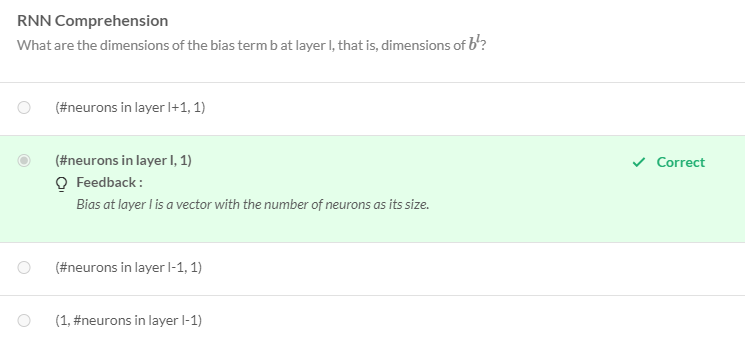 RNN Comprehension
What are the dimensions of the bias term b at layer l, that is, dimensions of bˡ?
(#neurons in layer l+1, 1)
(#neurons in layer l, 1)
Correct
Feedback :
Bias at layer l is a vector with the number of neurons as its size.
(#neurons in layer l-1, 1)
(1, #neurons in layer l-1)